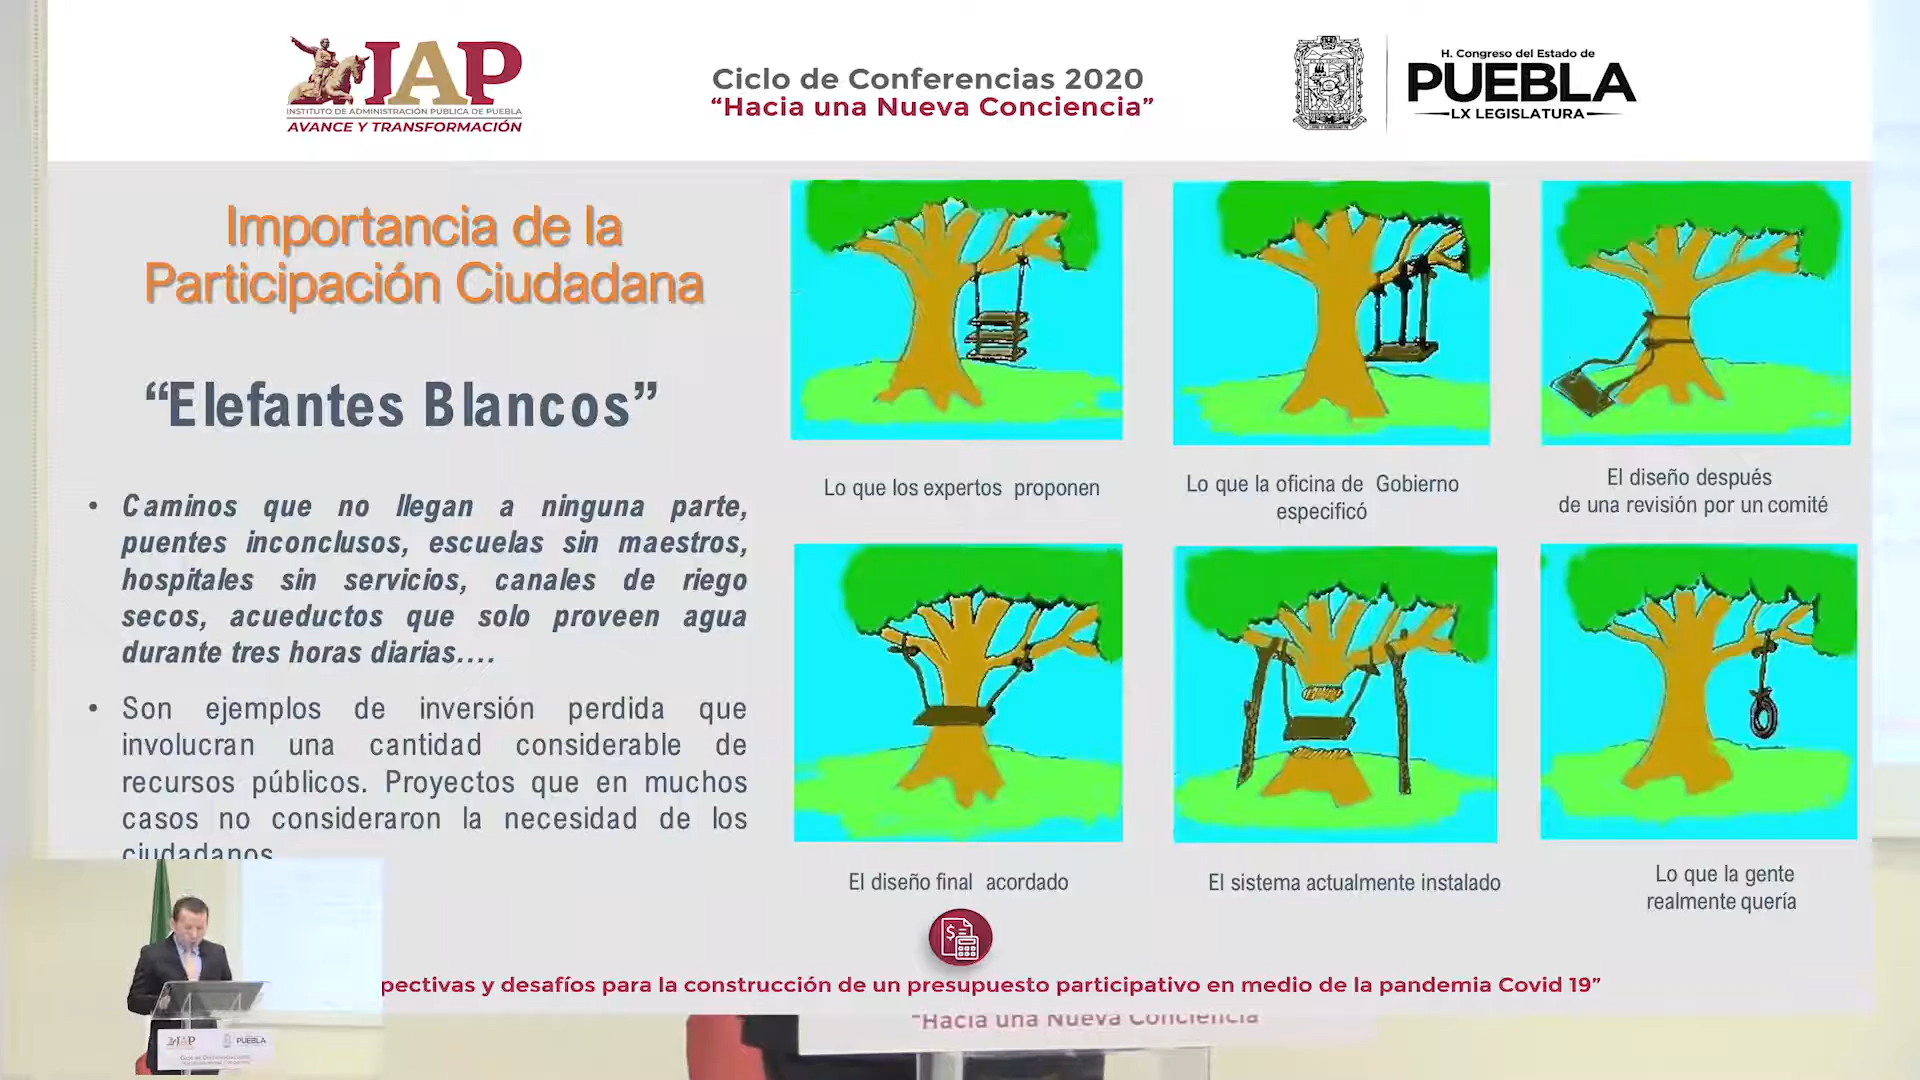 IAP
INSTITUTO DE ADMINISTRACIÓN PÚBLICA DE PUEBLA
AVANCE Y TRANSFORMACIÓN
Ciclo de Conferencias 2020
“Hacia una Nueva Conciencia”
H. Congreso del Estado de
PUEBLA
LX LEGISLATURA
Importancia de la
Participación Ciudadana
“Elefantes Blancos”
• Caminos que no llegan a ninguna parte,
puentes inconclusos, escuelas sin maestros,
hospitales sin servicios, canales de riego
secos, acueductos que solo proveen agua
durante tres horas diarias....
• Son ejemplos de inversión perdida que
involucran una cantidad considerable de
recursos públicos. Proyectos que en muchos
casos no consideraron la necesidad de los
ciudadanos
Lo que los expertos proponen
Lo que la oficina de Gobierno
especificó
El diseño después
de una revisión por un comité
El diseño final acordado
El sistema actualmente instalado
Lo que la gente
realmente quería
pectivas y desafíos para la construcción de un presupuesto participativo en medio de la pandemia Covid 19”
“Hacia una Nueva Conciencia
IAP
PUEBLA